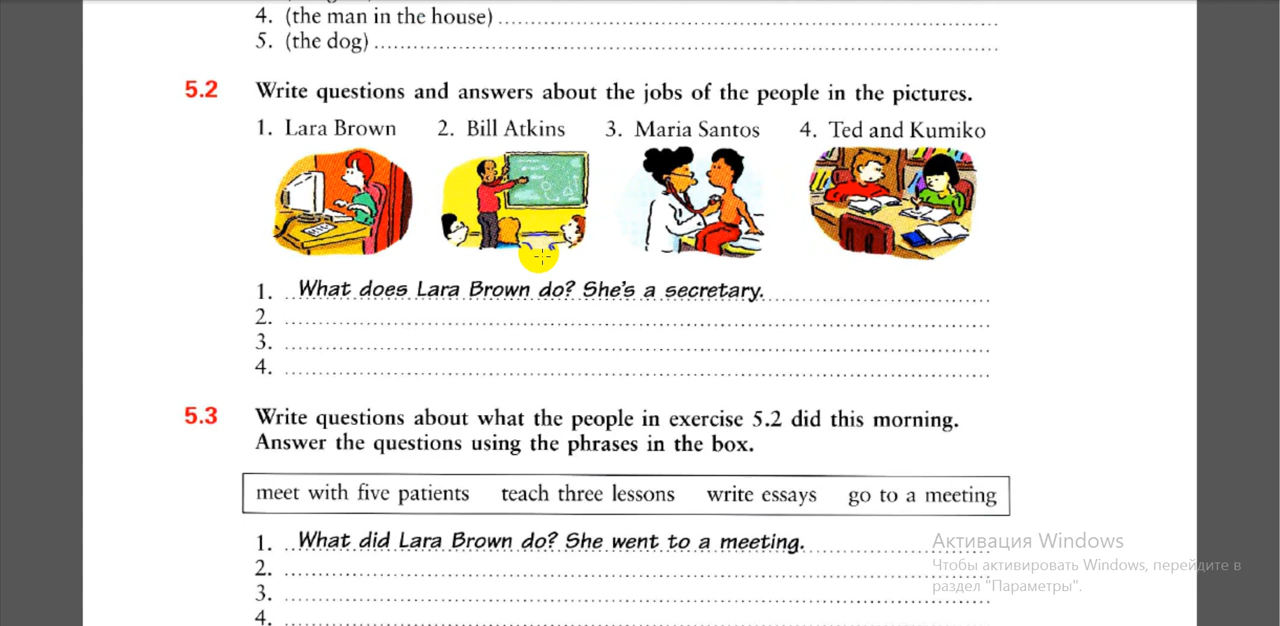 4. (the man in the house)
5. (the dog)
5.2 Write questions and answers about the jobs of the people in the pictures.
1. Lara Brown 2. Bill Atkins 3. Maria Santos 4. Ted and Kumiko
1. What does Lara Brown do? She's a secretary.
2.
3.
4.
5.3 Write questions about what the people in exercise 5.2 did this morning.
Answer the questions using the phrases in the box.
meet with five patients teach three lessons write essays go to a meeting
1. What did Lara Brown do? She went to a meeting.
2.
3.
4.
Активация Windows
Чтобы активировать Windows, перейдите в
раздел "Параметры".